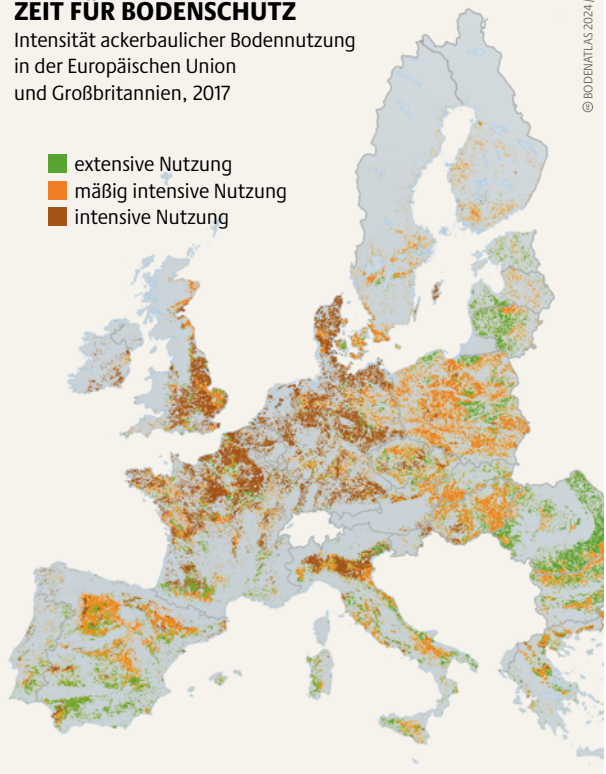 ZEIT FÜR BODENSCHUTZ
Intensität ackerbaulicher Bodennutzung
in der Europäischen Union
und Großbritannien, 2017
extensive Nutzung
mäßig intensive Nutzung
intensive Nutzung
© BODENATLAS 2024 /